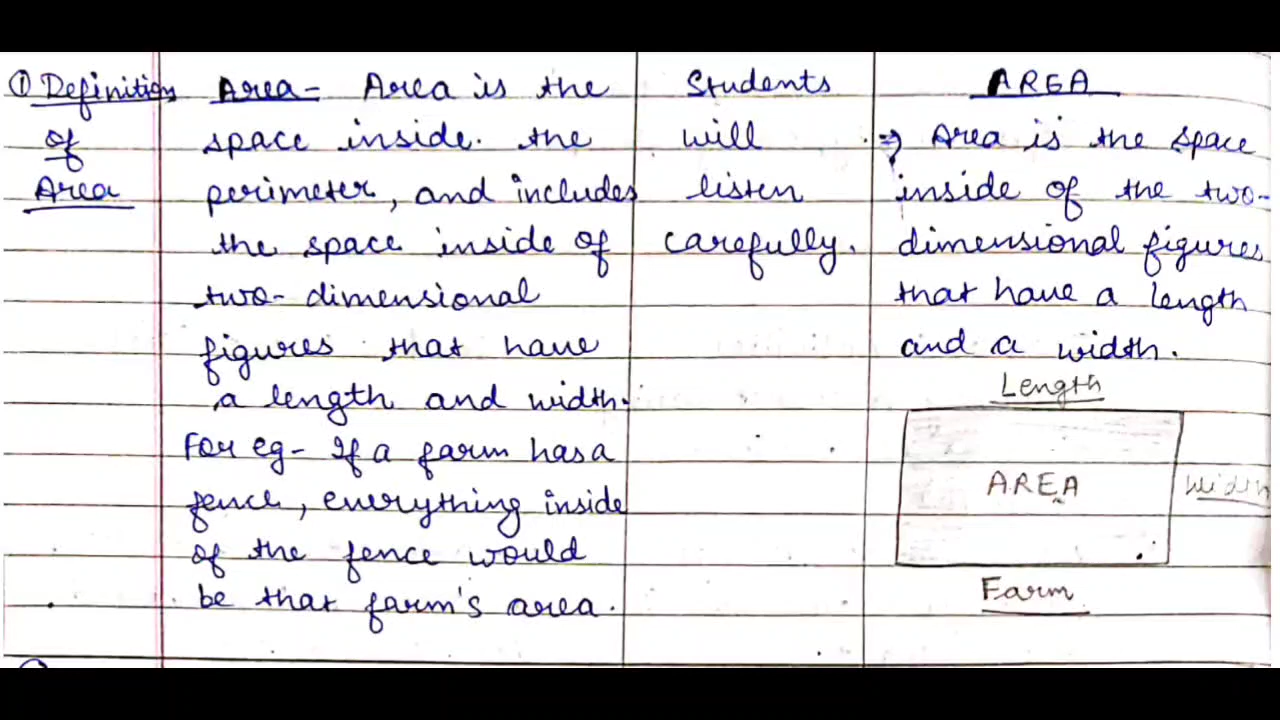 ① Definition
of
Area
Area - Area is the
space inside the
perimeter, and includes
the space inside of
two-dimensional
figures that have
a length and width.
For eg- If a farm has a
fence, everything inside
of the fence would
be that farm's area.
Students
will
listen
carefully.
AREA
⇒ Area is the space
inside of the two-
dimensional figures
that have a length
and a width.
Length
AREA
Width
Farm